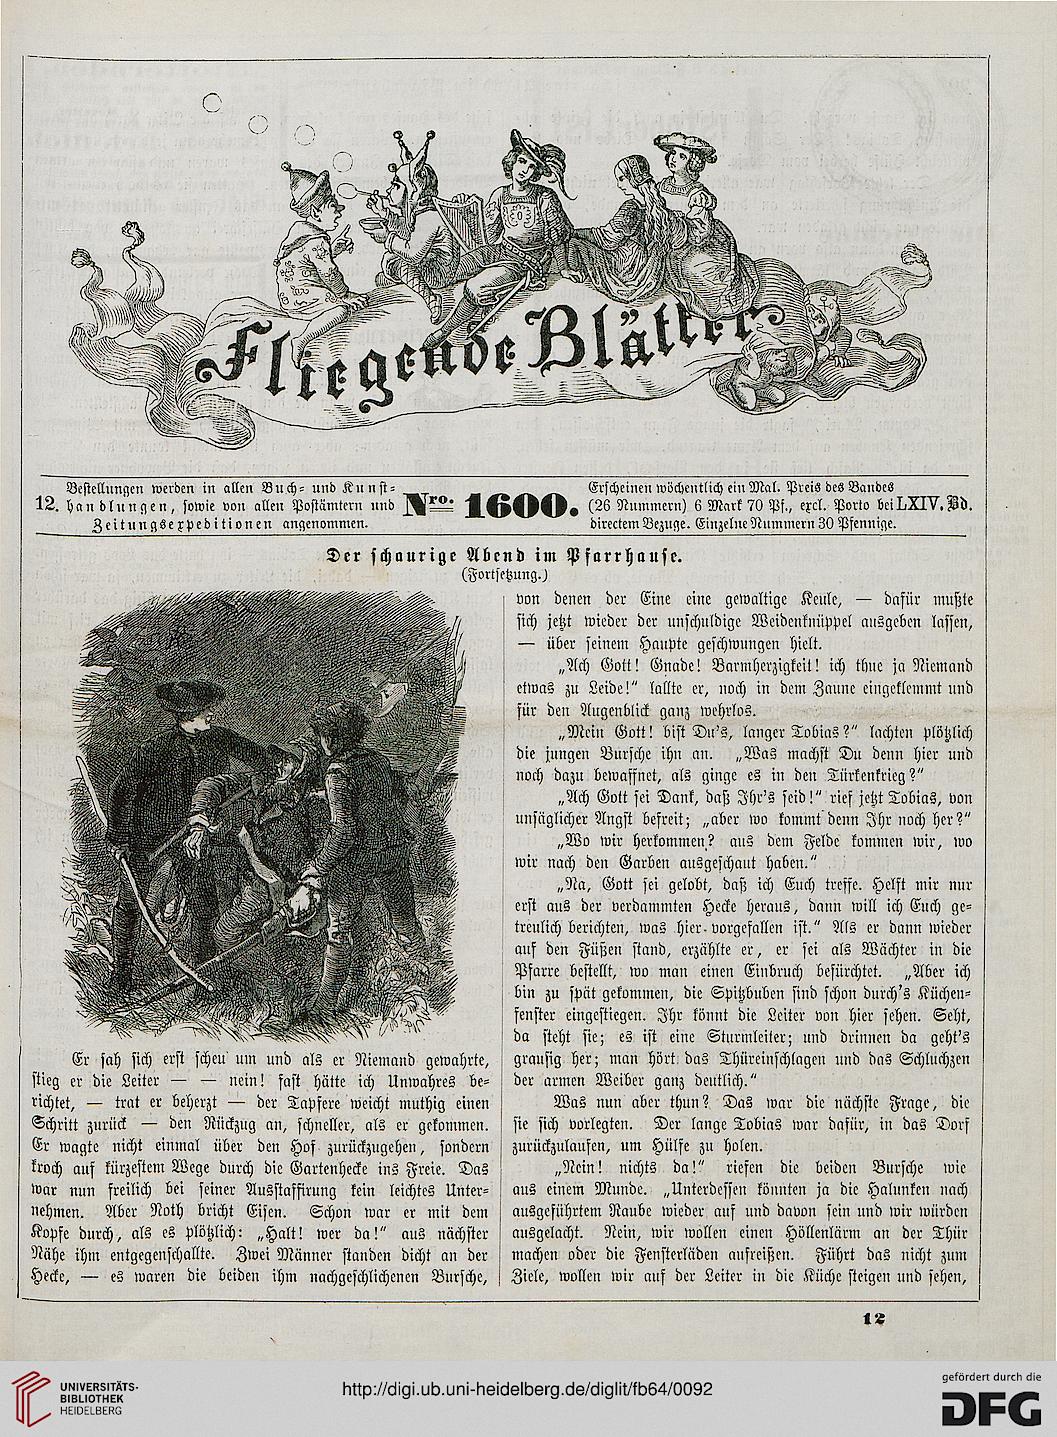 Fliegende Blätter
12.
Bestellungen werden in allen Buch- und Kunst-
handlungen, sowie von allen Postämtern und
Zeitungsexpeditionen angenommen.
Nro. 1600.
Erscheinen wöchentlich ein Mal. Preis des Bandes
(26 Nummern) 6 Mark 70 Pf., excl. Porto bei
directem Bezuge. Einzelne Nummern 30 Pfennige.
LXIV. Bd.
Der schaurige Abend im Pfarrhause.
(Fortsetzung.)
Er sah sich erst scheu um und als er Niemand gewahrte,
stieg er die Leiter — — nein! fast hätte ich Unwahres be-
richtet, — trat er beherzt — der Tapfere weicht muthig einen
Schritt zurück — den Rückzug an, schneller, als er gekommen.
Er wagte nicht einmal über den Hof zurückzugehen, sondern
kroch auf kürzestem Wege durch die Gartenhecke ins Freie. Das
war nun freilich bei seiner Ausstaffirung kein leichtes Unter-
nehmen. Aber Noth bricht Eisen. Schon war er mit dem
Kopfe durch, als es plötzlich: „Halt! wer da!“ aus nächster
Nähe ihm entgegenschallte. Zwei Männer standen dicht an der
Hecke, — es waren die beiden ihm nachgeschlichenen Bursche,
von denen der Eine eine gewaltige Keule, — dafür mußte
sich jetzt wieder der unschuldige Weidenknüppel ausgeben lassen,
— über seinem Haupte geschwungen hielt.
„Ach Gott! Gnade! Barmherzigkeit! ich thue ja Niemand
etwas zu Leide!“ lallte er, noch in dem Zaune eingeklemmt und
für den Augenblick ganz wehrlos.
„Mein Gott! bist Du's, langer Tobias?“ lachten plötzlich
die jungen Bursche ihn an. „Was machst Du denn hier und
noch dazu bewaffnet, als ginge es in den Türkenkrieg?“
„Ach Gott sei Dank, daß Ihr's seid!“ rief jetzt Tobias, von
unsäglicher Angst befreit; „aber wo kommt denn Ihr noch her?“
„Wo wir herkommen? aus dem Felde kommen wir, wo
wir nach den Garben ausgeschaut haben.“
„Na, Gott sei gelobt, daß ich Euch treffe. Helft mir nur
erst aus der verdammten Hecke heraus, dann will ich Euch ge-
treulich berichten, was hier vorgefallen ist.“ Als er dann wieder
auf den Füßen stand, erzählte er, er sei als Wächter in die
Pfarre bestellt, wo man einen Einbruch befürchtet. „Aber ich
bin zu spät gekommen, die Spitzbuben sind schon durch's Küchen-
fenster eingestiegen. Ihr könnt die Leiter von hier sehen. Seht,
da steht sie; es ist eine Sturmleiter; und drinnen da geht's
grausig her; man hört das Thüreinschlagen und das Schluchzen
der armen Weiber ganz deutlich.“
Was nun aber thun? Das war die nächste Frage, die
sie sich vorlegten. Der lange Tobias war dafür, in das Dorf
zurückzulaufen, um Hülfe zu holen.
„Nein! nichts da!“ riefen die beiden Bursche wie
aus einem Munde. „Unterdessen könnten ja die Halunken nach
ausgeführtem Raube wieder auf und davon sein und wir würden
ausgelacht. Nein, wir wollen einen Höllenlärm an der Thür
machen oder die Fensterläden aufreißen. Führt das nicht zum
Ziele, wollen wir auf der Leiter in die Küche steigen und sehen,
12
UNIVERSITÄTS-
BIBLIOTHEK
HEIDELBERG
http://digi.ub.uni-heidelberg.de/diglit/fb64/0092
gefördert durch die
DFG